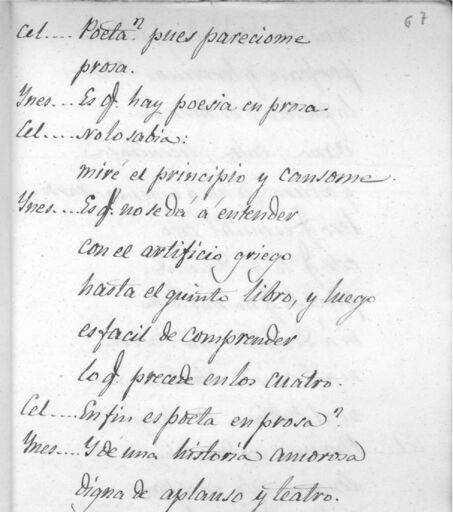 67
Cel.... Poeta.ⁿ pues pareciome
prosa.
Ynes.... Es q̃. hay poesia en prosa.
Cel.... No lo sabia:
miré el principio y cansome.
Ynes.... Es q̃ no se dá á entender
con el artificio griego
hasta el quinto libro, y luego
es facil de comprender
lo q̃ precede en los cuatro.
Cel..... En fin es poeta en prosaⁿ.
Ynes.... Y de una historia amorosa
digna de aplauso y teatro.